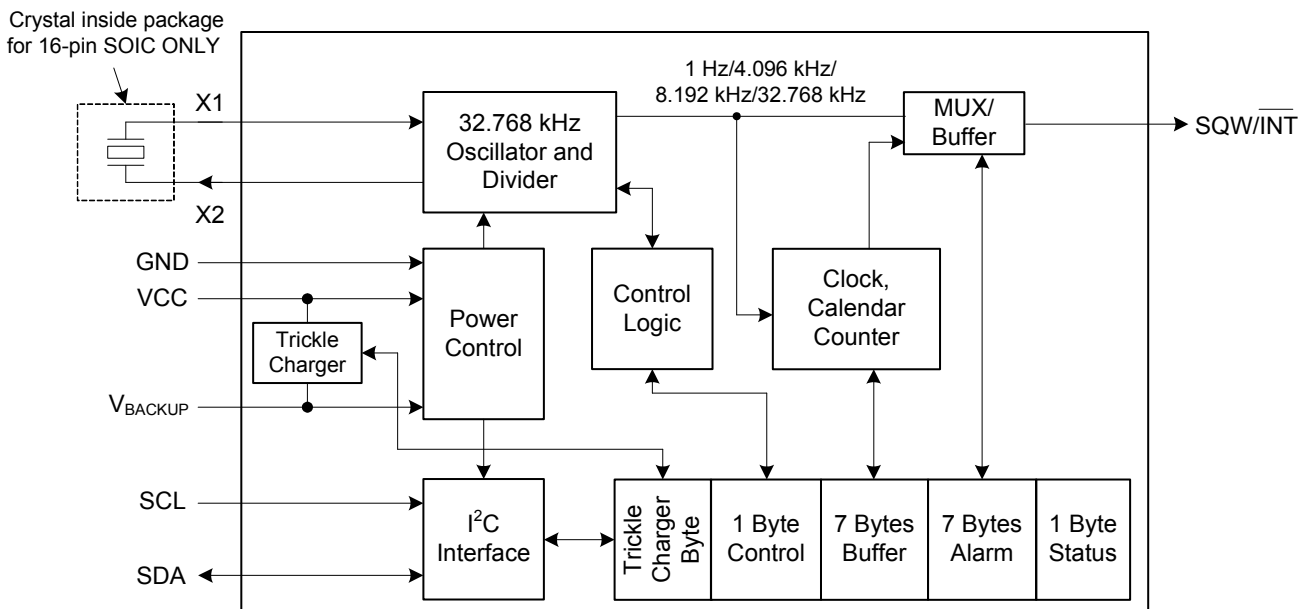 Crystal inside package
for 16-pin SOIC ONLY
X1
X2
32.768 kHz
Oscillator and
Divider
1 Hz/4.096 kHz/
8.192 kHz/32.768 kHz
MUX/
Buffer
SQW/I̅N̅T̅
GND
VCC
Trickle
Charger
V_BACKUP
Power
Control
Control
Logic
Clock,
Calendar
Counter
SCL
SDA
I²C
Interface
Trickle
Charger
Byte
1 Byte
Control
7 Bytes
Buffer
7 Bytes
Alarm
1 Byte
Status